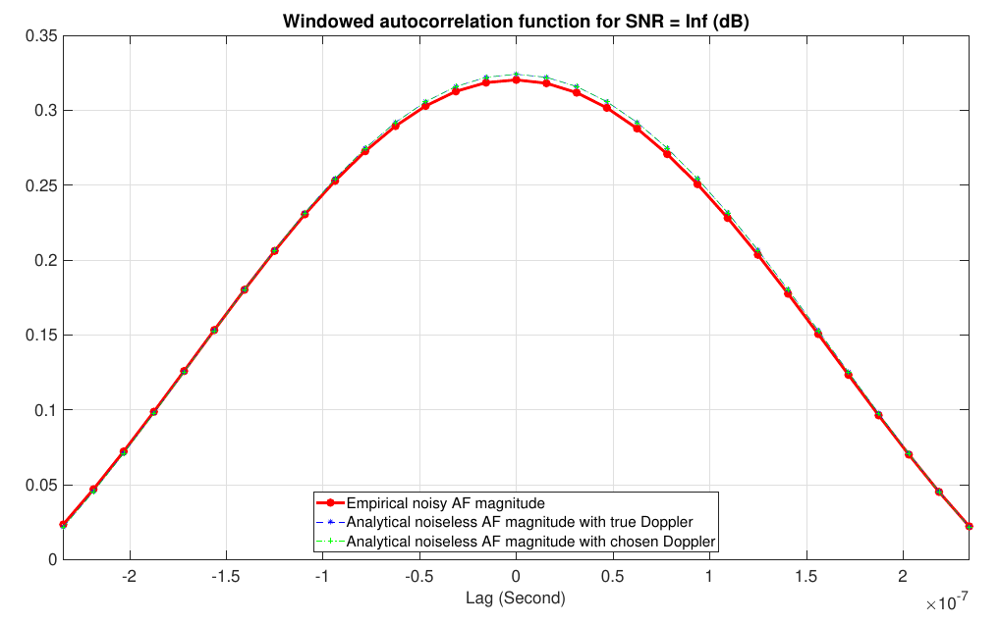 Windowed autocorrelation function for SNR = Inf (dB)
0.35
0.3
0.25
0.2
0.15
0.1
0.05
0
Empirical noisy AF magnitude
Analytical noiseless AF magnitude with true Doppler
Analytical noiseless AF magnitude with chosen Doppler
-2 -1.5 -1 -0.5 0 0.5 1 1.5 2
Lag (Second)
×10⁻⁷